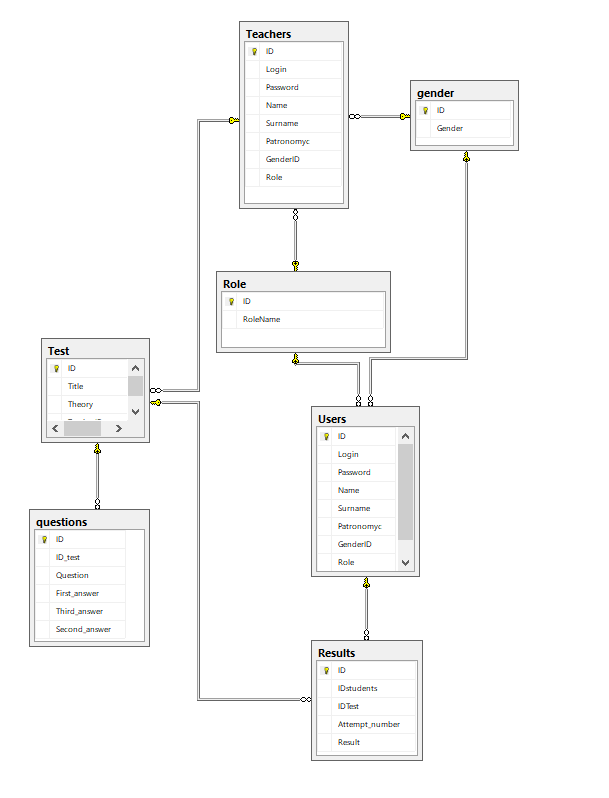 Teachers
ID
Login
Password
Name
Surname
Patronomyc
GenderID
Role
gender
ID
Gender
Role
ID
RoleName
Test
ID
Title
Theory
Users
ID
Login
Password
Name
Surname
Patronomyc
GenderID
Role
questions
ID
ID_test
Question
First_answer
Third_answer
Second_answer
Results
ID
IDstudents
IDTest
Attempt_number
Result